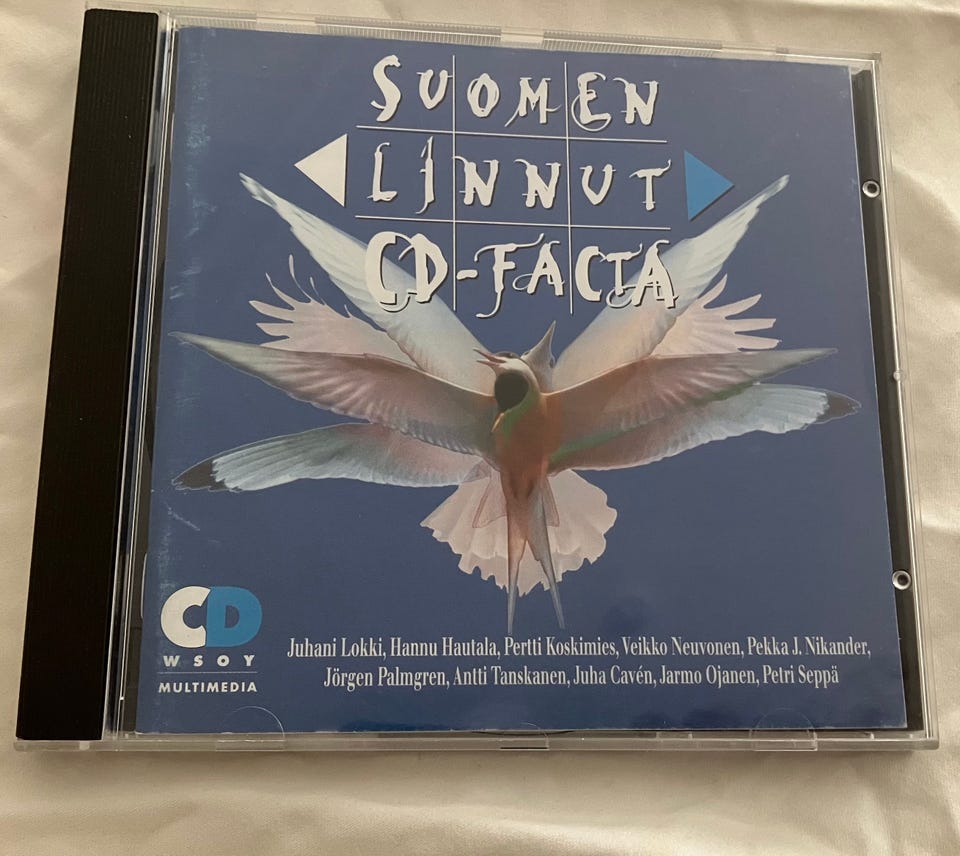 SUOMEN
LINNUT
CD-FACTA
CD
WSOY
MULTIMEDIA
Juhani Lokki, Hannu Hautala, Pertti Koskimies, Veikko Neuvonen, Pekka J. Nikander,
Jörgen Palmgren, Antti Tanskanen, Juha Cavén, Jarmo Ojanen, Petri Seppä